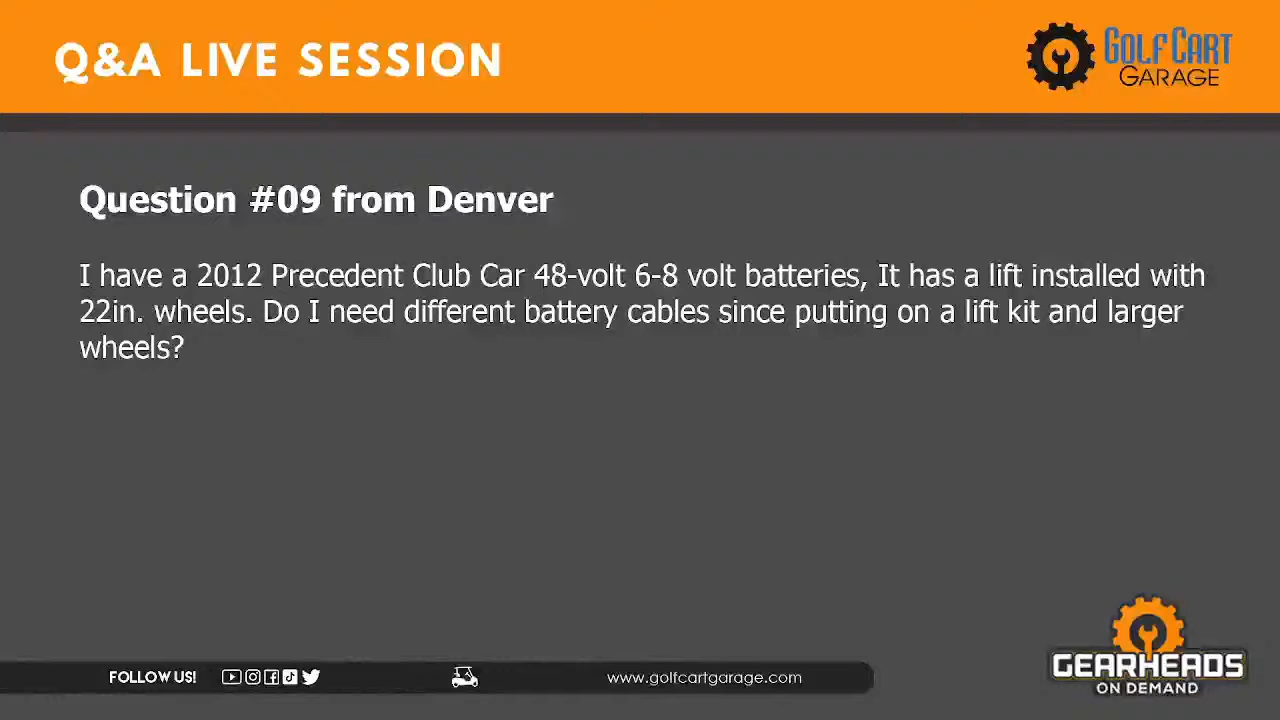 Q&A LIVE SESSION
GOLF CART
GARAGE
Question #09 from Denver
I have a 2012 Precedent Club Car 48-volt 6-8 volt batteries, It has a lift installed with
22in. wheels. Do I need different battery cables since putting on a lift kit and larger
wheels?
FOLLOW US!
www.golfcartgarage.com
GEARHEADS
ON DEMAND